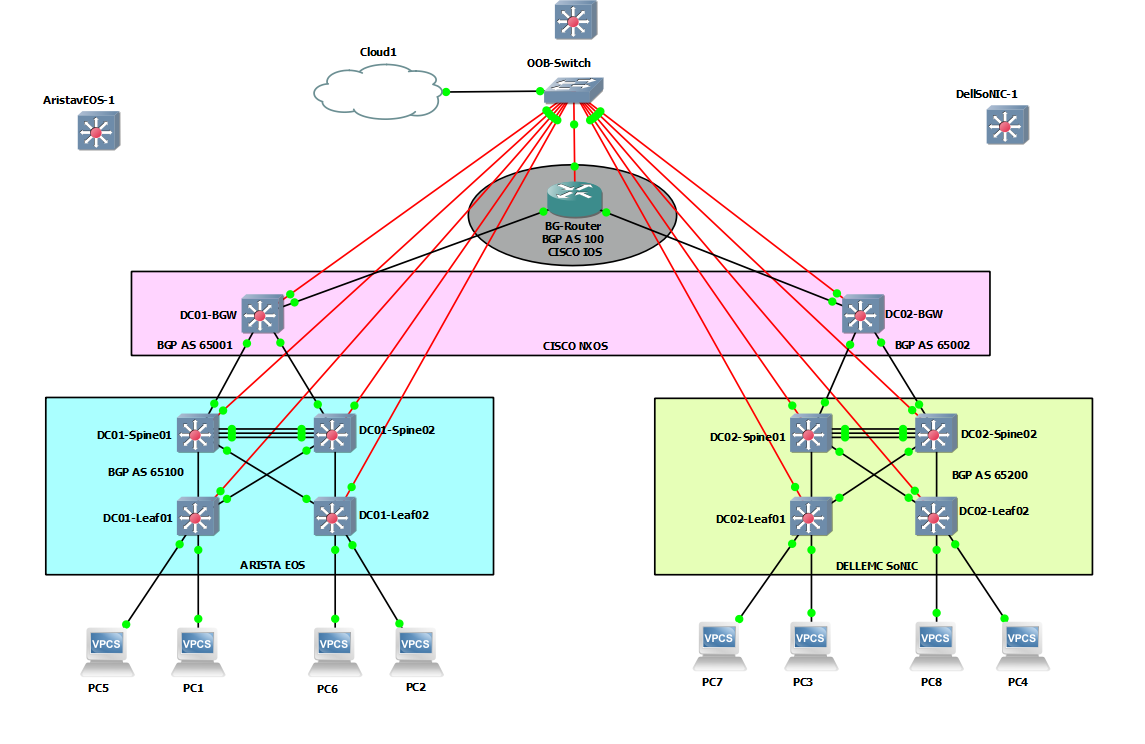 Cloud1
OOB-Switch
AristavEOS-1
DellSoNIC-1
BG-Router
BGP AS 100
CISCO IOS
DC01-BGW
DC02-BGW
BGP AS 65001
CISCO NXOS
BGP AS 65002
DC01-Spine01
DC01-Spine02
DC02-Spine01
DC02-Spine02
BGP AS 65100
BGP AS 65200
DC01-Leaf01
DC01-Leaf02
DC02-Leaf01
DC02-Leaf02
ARISTA EOS
DELLEMC SoNIC
VPCS
VPCS
VPCS
VPCS
VPCS
VPCS
VPCS
VPCS
PC5
PC1
PC6
PC2
PC7
PC3
PC8
PC4